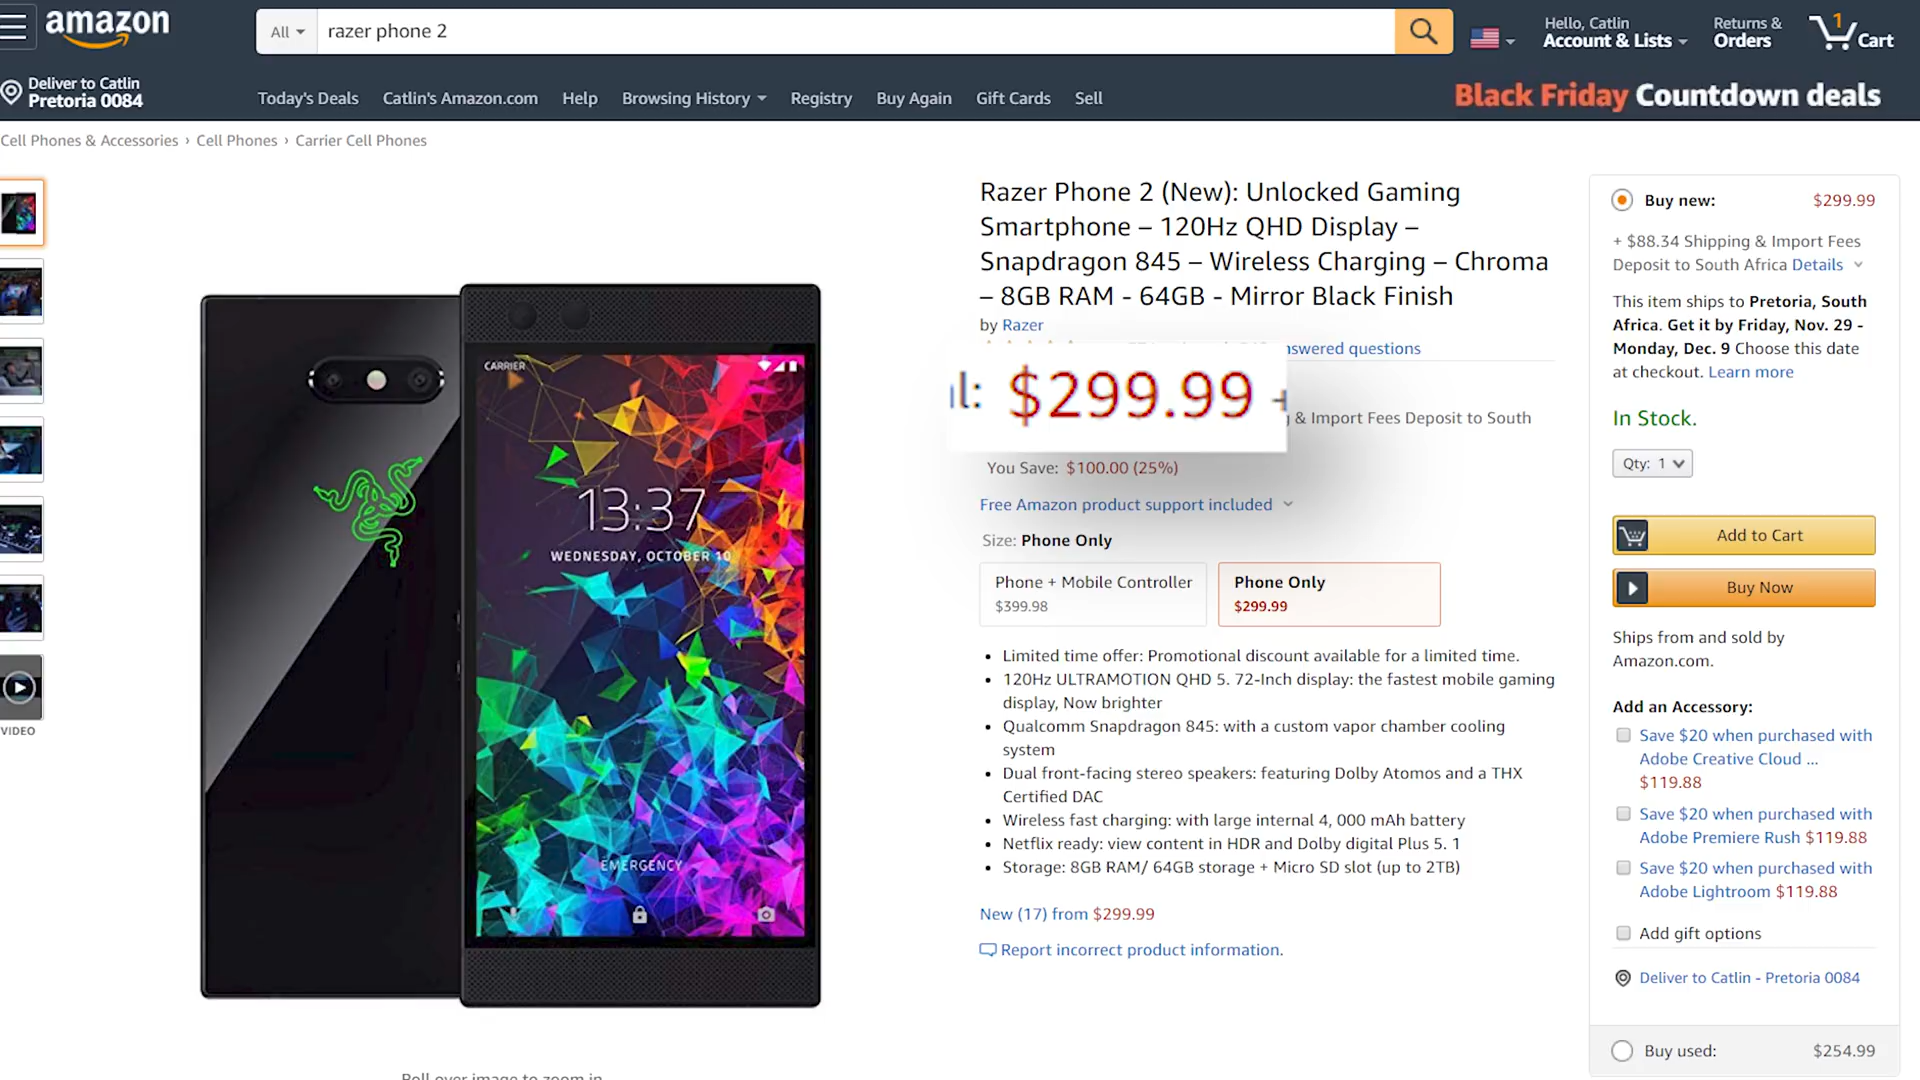 amazon
All
razer phone 2
Hello, Catlin
Account & Lists
Returns &
Orders
1
Cart
Deliver to Catlin
Pretoria 0084
Today's Deals
Catlin's Amazon.com
Help
Browsing History
Registry
Buy Again
Gift Cards
Sell
Black Friday Countdown deals
Cell Phones & Accessories › Cell Phones › Carrier Cell Phones
VIDEO
CARRIER
13:37
WEDNESDAY, OCTOBER 10
EMERGENCY
Razer Phone 2 (New): Unlocked Gaming
Smartphone – 120Hz QHD Display –
Snapdragon 845 – Wireless Charging – Chroma
– 8GB RAM - 64GB - Mirror Black Finish
by Razer
answered questions
$299.99 +
& Import Fees Deposit to South
You Save: $100.00 (25%)
Free Amazon product support included
Size: Phone Only
Phone + Mobile Controller
$399.98
Phone Only
$299.99
• Limited time offer: Promotional discount available for a limited time.
• 120Hz ULTRAMOTION QHD 5. 72-Inch display: the fastest mobile gaming
display, Now brighter
• Qualcomm Snapdragon 845: with a custom vapor chamber cooling
system
• Dual front-facing stereo speakers: featuring Dolby Atomos and a THX
Certified DAC
• Wireless fast charging: with large internal 4, 000 mAh battery
• Netflix ready: view content in HDR and Dolby digital Plus 5. 1
• Storage: 8GB RAM/ 64GB storage + Micro SD slot (up to 2TB)
New (17) from $299.99
Report incorrect product information.
Buy new: $299.99
+ $88.34 Shipping & Import Fees
Deposit to South Africa Details
This item ships to Pretoria, South
Africa. Get it by Friday, Nov. 29 -
Monday, Dec. 9 Choose this date
at checkout. Learn more
In Stock.
Qty: 1
Add to Cart
Buy Now
Ships from and sold by
Amazon.com.
Add an Accessory:
Save $20 when purchased with
Adobe Creative Cloud ...
$119.88
Save $20 when purchased with
Adobe Premiere Rush $119.88
Save $20 when purchased with
Adobe Lightroom $119.88
Add gift options
Deliver to Catlin - Pretoria 0084
Buy used: $254.99
Roll over image to zoom in